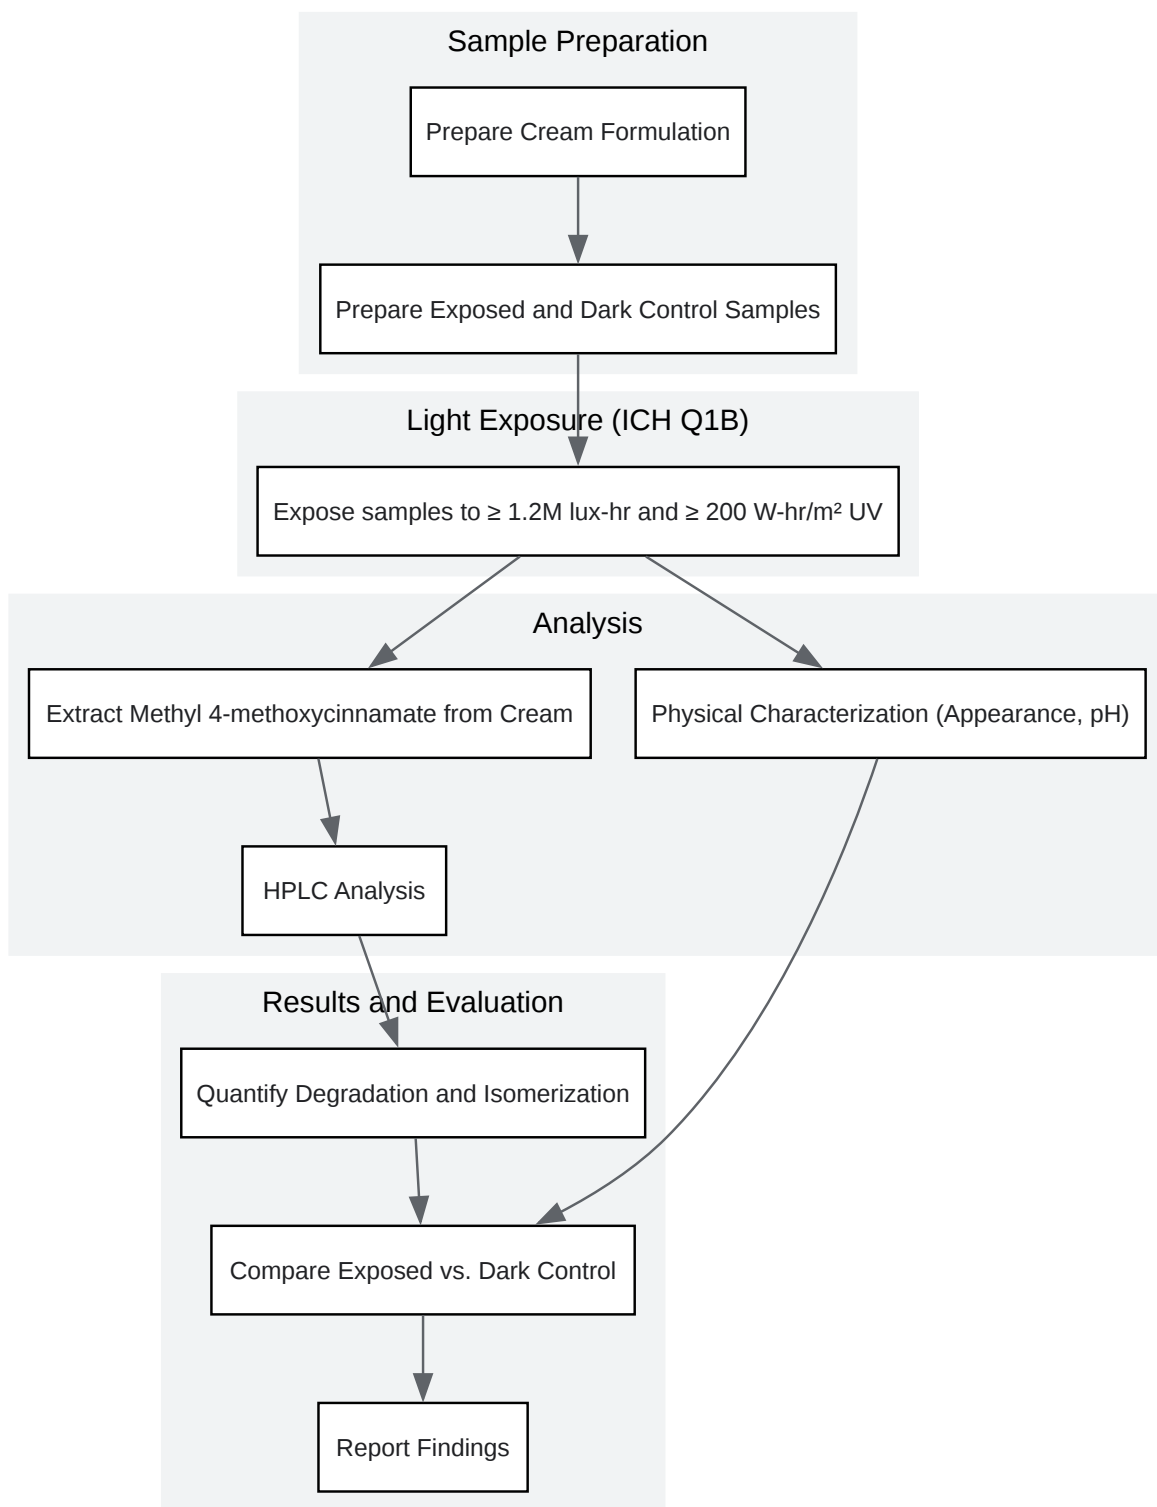 Sample Preparation
Prepare Cream Formulation
Prepare Exposed and Dark Control Samples
Light Exposure (ICH Q1B)
Expose samples to ≥ 1.2M lux-hr and ≥ 200 W-hr/m² UV
Analysis
Extract Methyl 4-methoxycinnamate from Cream
Physical Characterization (Appearance, pH)
HPLC Analysis
Results and Evaluation
Quantify Degradation and Isomerization
Compare Exposed vs. Dark Control
Report Findings